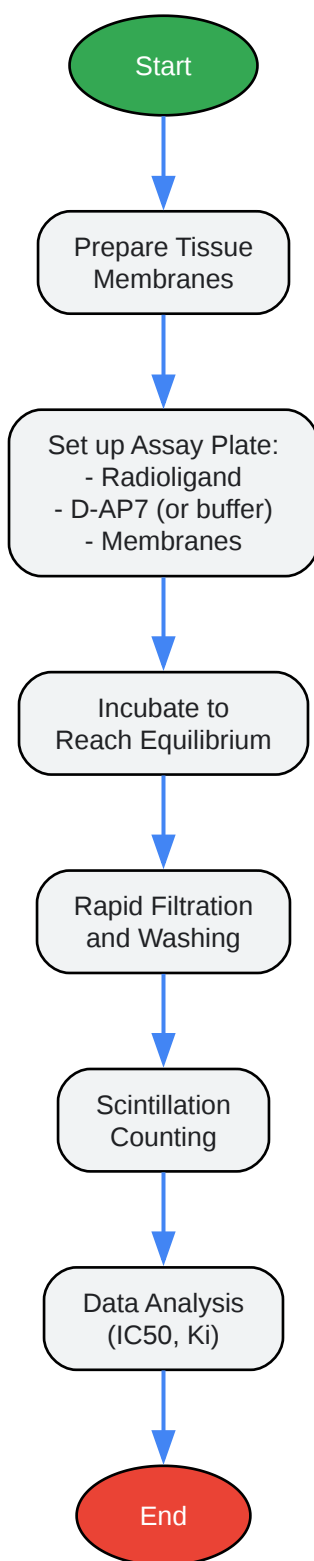 Start
Prepare Tissue
Membranes
Set up Assay Plate:
- Radioligand
- D-AP7 (or buffer)
- Membranes
Incubate to
Reach Equilibrium
Rapid Filtration
and Washing
Scintillation
Counting
Data Analysis
(IC50, Ki)
End